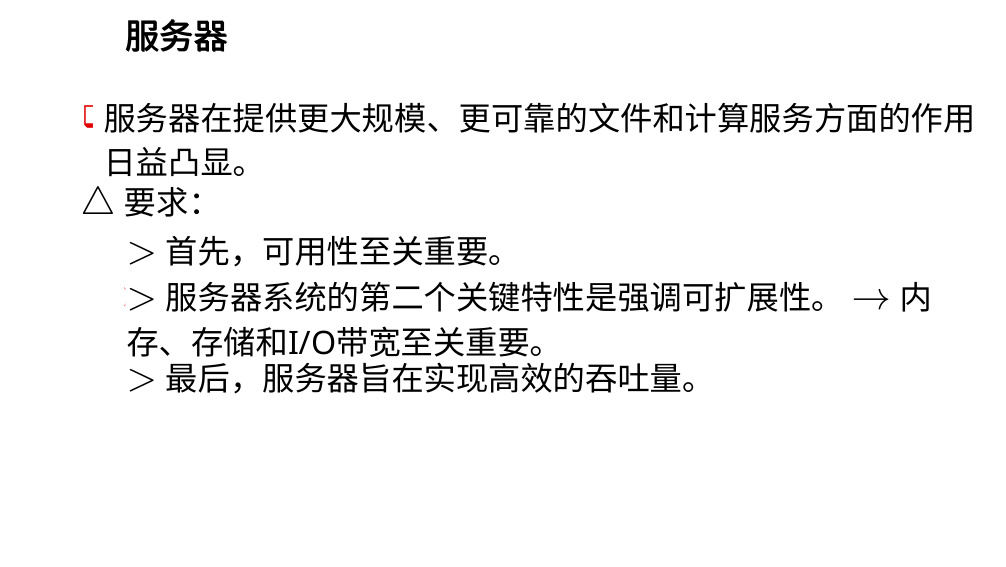 服务器
服务器在提供更大规模、更可靠的文件和计算服务方面的作用
日益凸显。
△ 要求：
> 首先，可用性至关重要。
> 服务器系统的第二个关键特性是强调可扩展性。 → 内
存、存储和I/O带宽至关重要。
> 最后，服务器旨在实现高效的吞吐量。